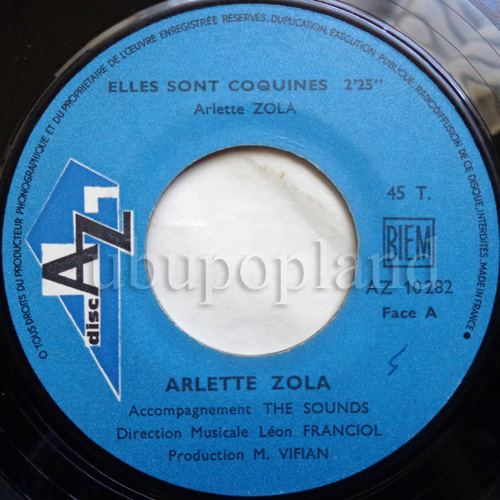 O TOUS DROITS DU PRODUCTEUR PHONOGRAPHIQUE ET DU PROPRIETAIRE DE L'ŒUVRE ENREGISTRÉE RESERVES, DUPLICATION, EXECUTION PUBLIQUE, RADIODIFFUSION DE CE DISQUE, INTERDITES. MADE IN FRANCE ●
ELLES SONT COQUINES 2'25''
Arlette ZOLA
45 T.
BIEM
AZ 10282
Face A
disc AZ
ubupopland
5
ARLETTE ZOLA
Accompagnement THE SOUNDS
Direction Musicale Léon FRANCIOL
Production M. VIFIAN